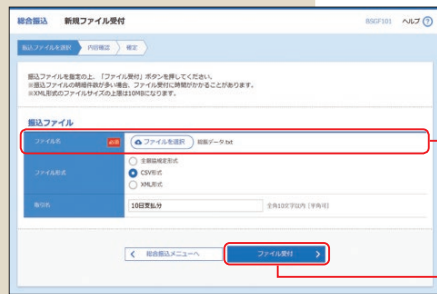 総合振込 新規ファイル受付 BSGF101 ヘルプ ?
振込ファイルを選択 内容確認 確定
振込ファイルを指定の上、「ファイル受付」ボタンを押してください。
※振込ファイルの明細件数が多い場合、ファイル受付に時間がかかることがあります。
※XML形式のファイルサイズの上限は10MBになります。
振込ファイル
ファイル名 必須 ファイルを選択 総振データ.txt
全銀協規定形式
ファイル形式 CSV形式
XML形式
取引名 10日支払分 全角10文字以内 [半角可]
総合振込メニューへ ファイル受付